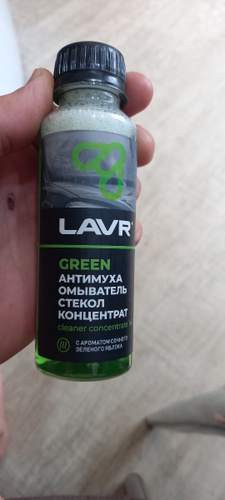 LAVR
GREEN
АНТИМУХА
ОМЫВАТЕЛЬ
СТЕКОЛ
КОНЦЕНТРАТ
cleaner concentrate
С АРОМАТОМ СОЧНОГО
ЗЕЛЕНОГО ЯБЛОКА